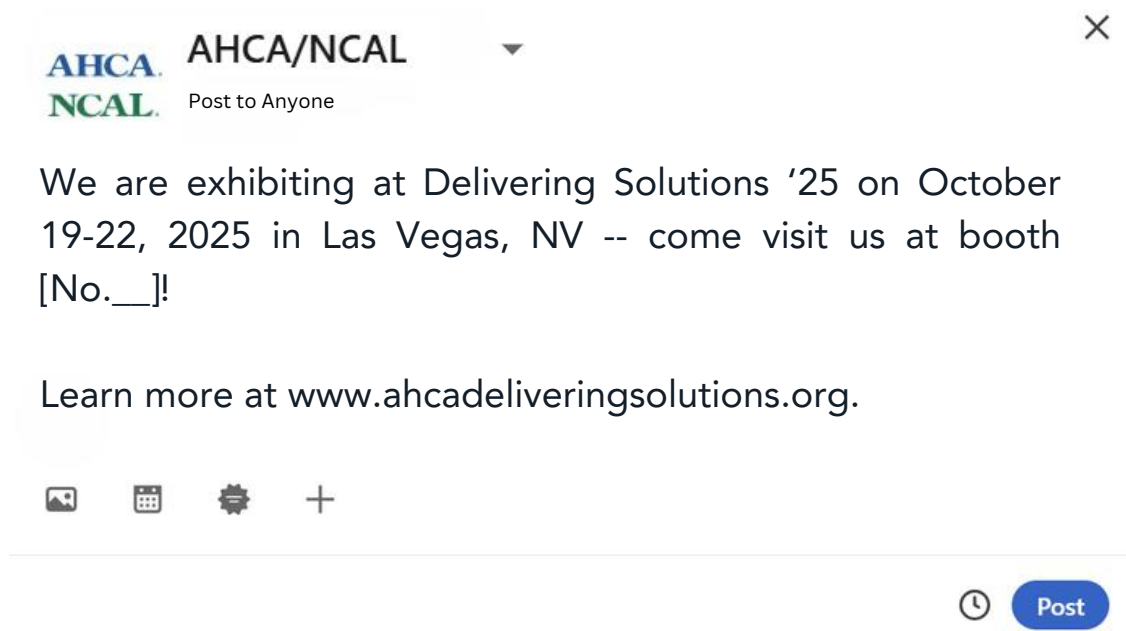 AHCA.
NCAL.
AHCA/NCAL
Post to Anyone
We are exhibiting at Delivering Solutions ‘25 on October
19-22, 2025 in Las Vegas, NV -- come visit us at booth
[No.__]!
Learn more at www.ahcadeliveringsolutions.org.
Post